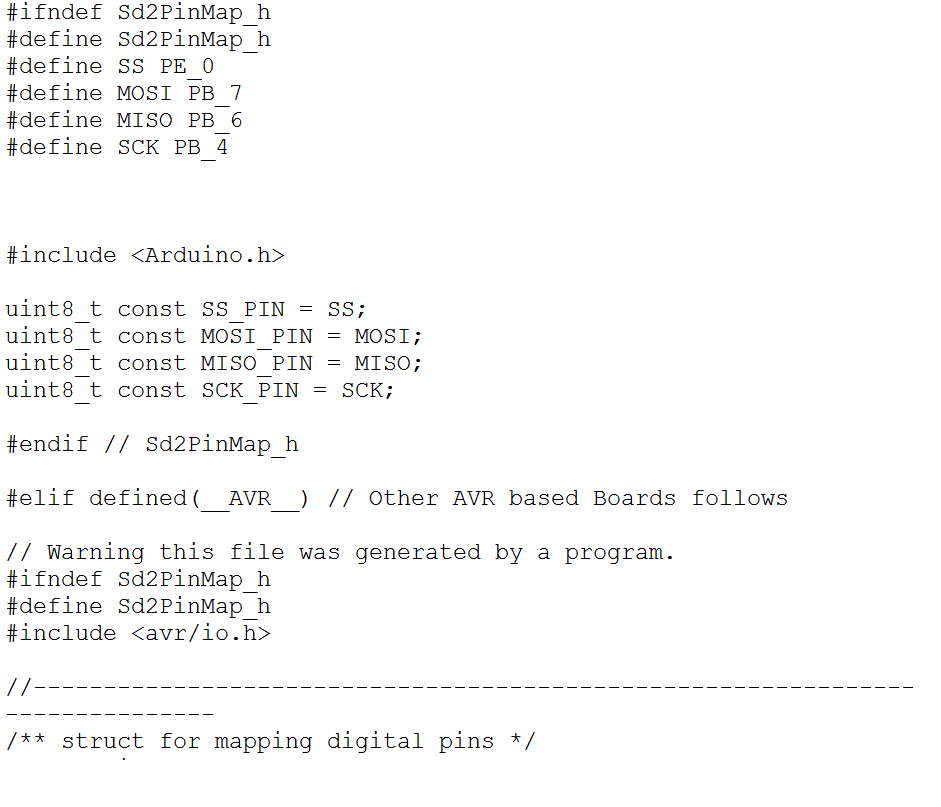 #ifndef Sd2PinMap_h
#define Sd2PinMap_h
#define SS PE_0
#define MOSI PB_7
#define MISO PB_6
#define SCK PB_4
#include <Arduino.h>
uint8_t const SS_PIN = SS;
uint8_t const MOSI_PIN = MOSI;
uint8_t const MISO_PIN = MISO;
uint8_t const SCK_PIN = SCK;
#endif // Sd2PinMap_h
#elif defined(__AVR__) // Other AVR based Boards follows
// Warning this file was generated by a program.
#ifndef Sd2PinMap_h
#define Sd2PinMap_h
#include <avr/io.h>
//---------------------------------------------------------------
---------------
/** struct for mapping digital pins */